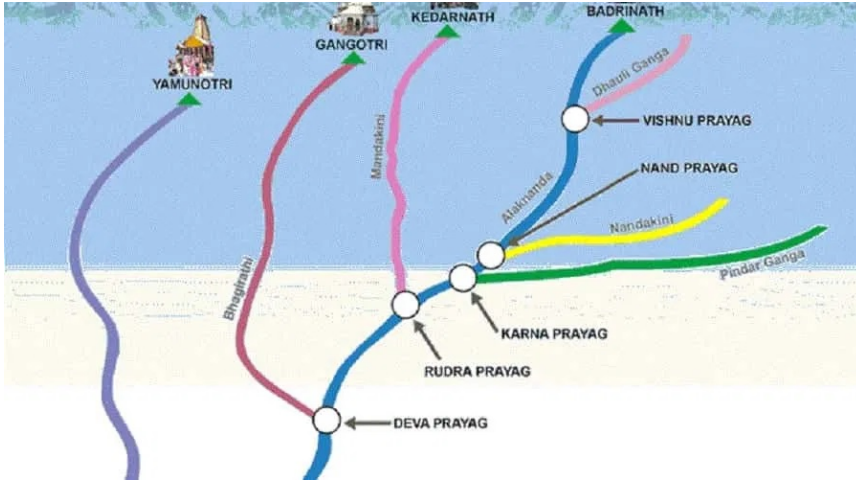 KEDARNATH
BADRINATH
GANGOTRI
YAMUNOTRI
Dhauli Ganga
VISHNU PRAYAG
Mandakini
NAND PRAYAG
Alaknanda
Nandakini
Pindar Ganga
Bhagirathi
KARNA PRAYAG
RUDRA PRAYAG
DEVA PRAYAG